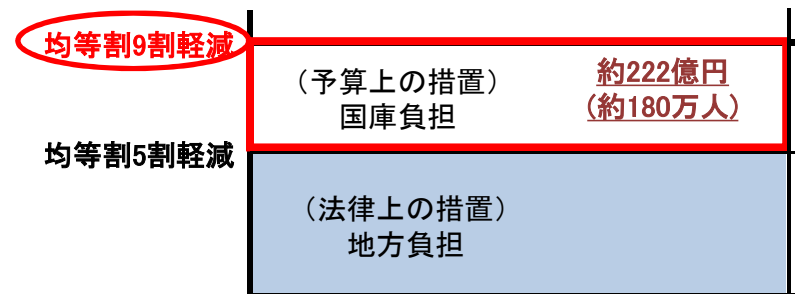 均等割9割軽減
（予算上の措置）
国庫負担
約222億円
(約180万人)
均等割5割軽減
（法律上の措置）
地方負担